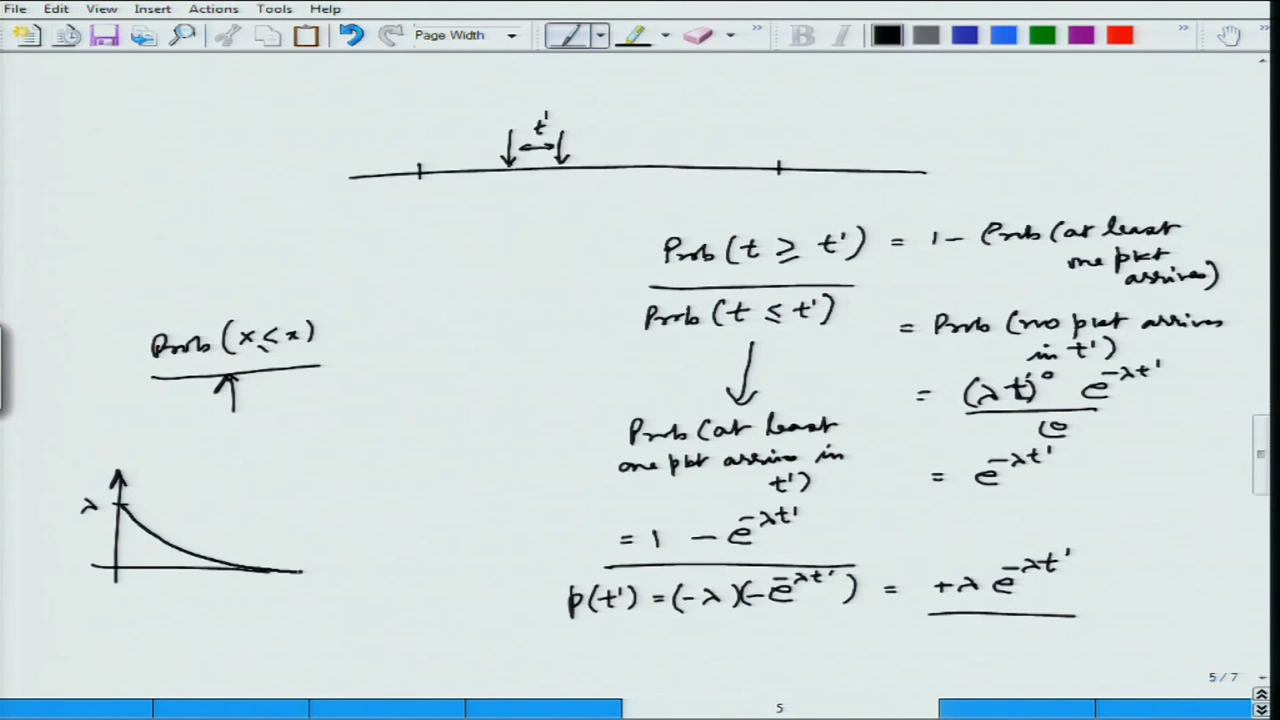 File Edit View Insert Actions Tools Help
Page Width
t'
Prob(t ≥ t') = 1 - Prob(at least
one pkt
arrives)
Prob(t ≤ t')
= Prob(no pkt arrives
in t')
= (λt')⁰ e^{-λt'}
= e^{-λt'}
Prob(at least
one pkt arrive in
t')
= 1 - e^{-λt'}
p(t') = (-λ)(-e^{-λt'}) = +λ e^{-λt'}
Prob(x ≤ x)
λ
5 / 7
5